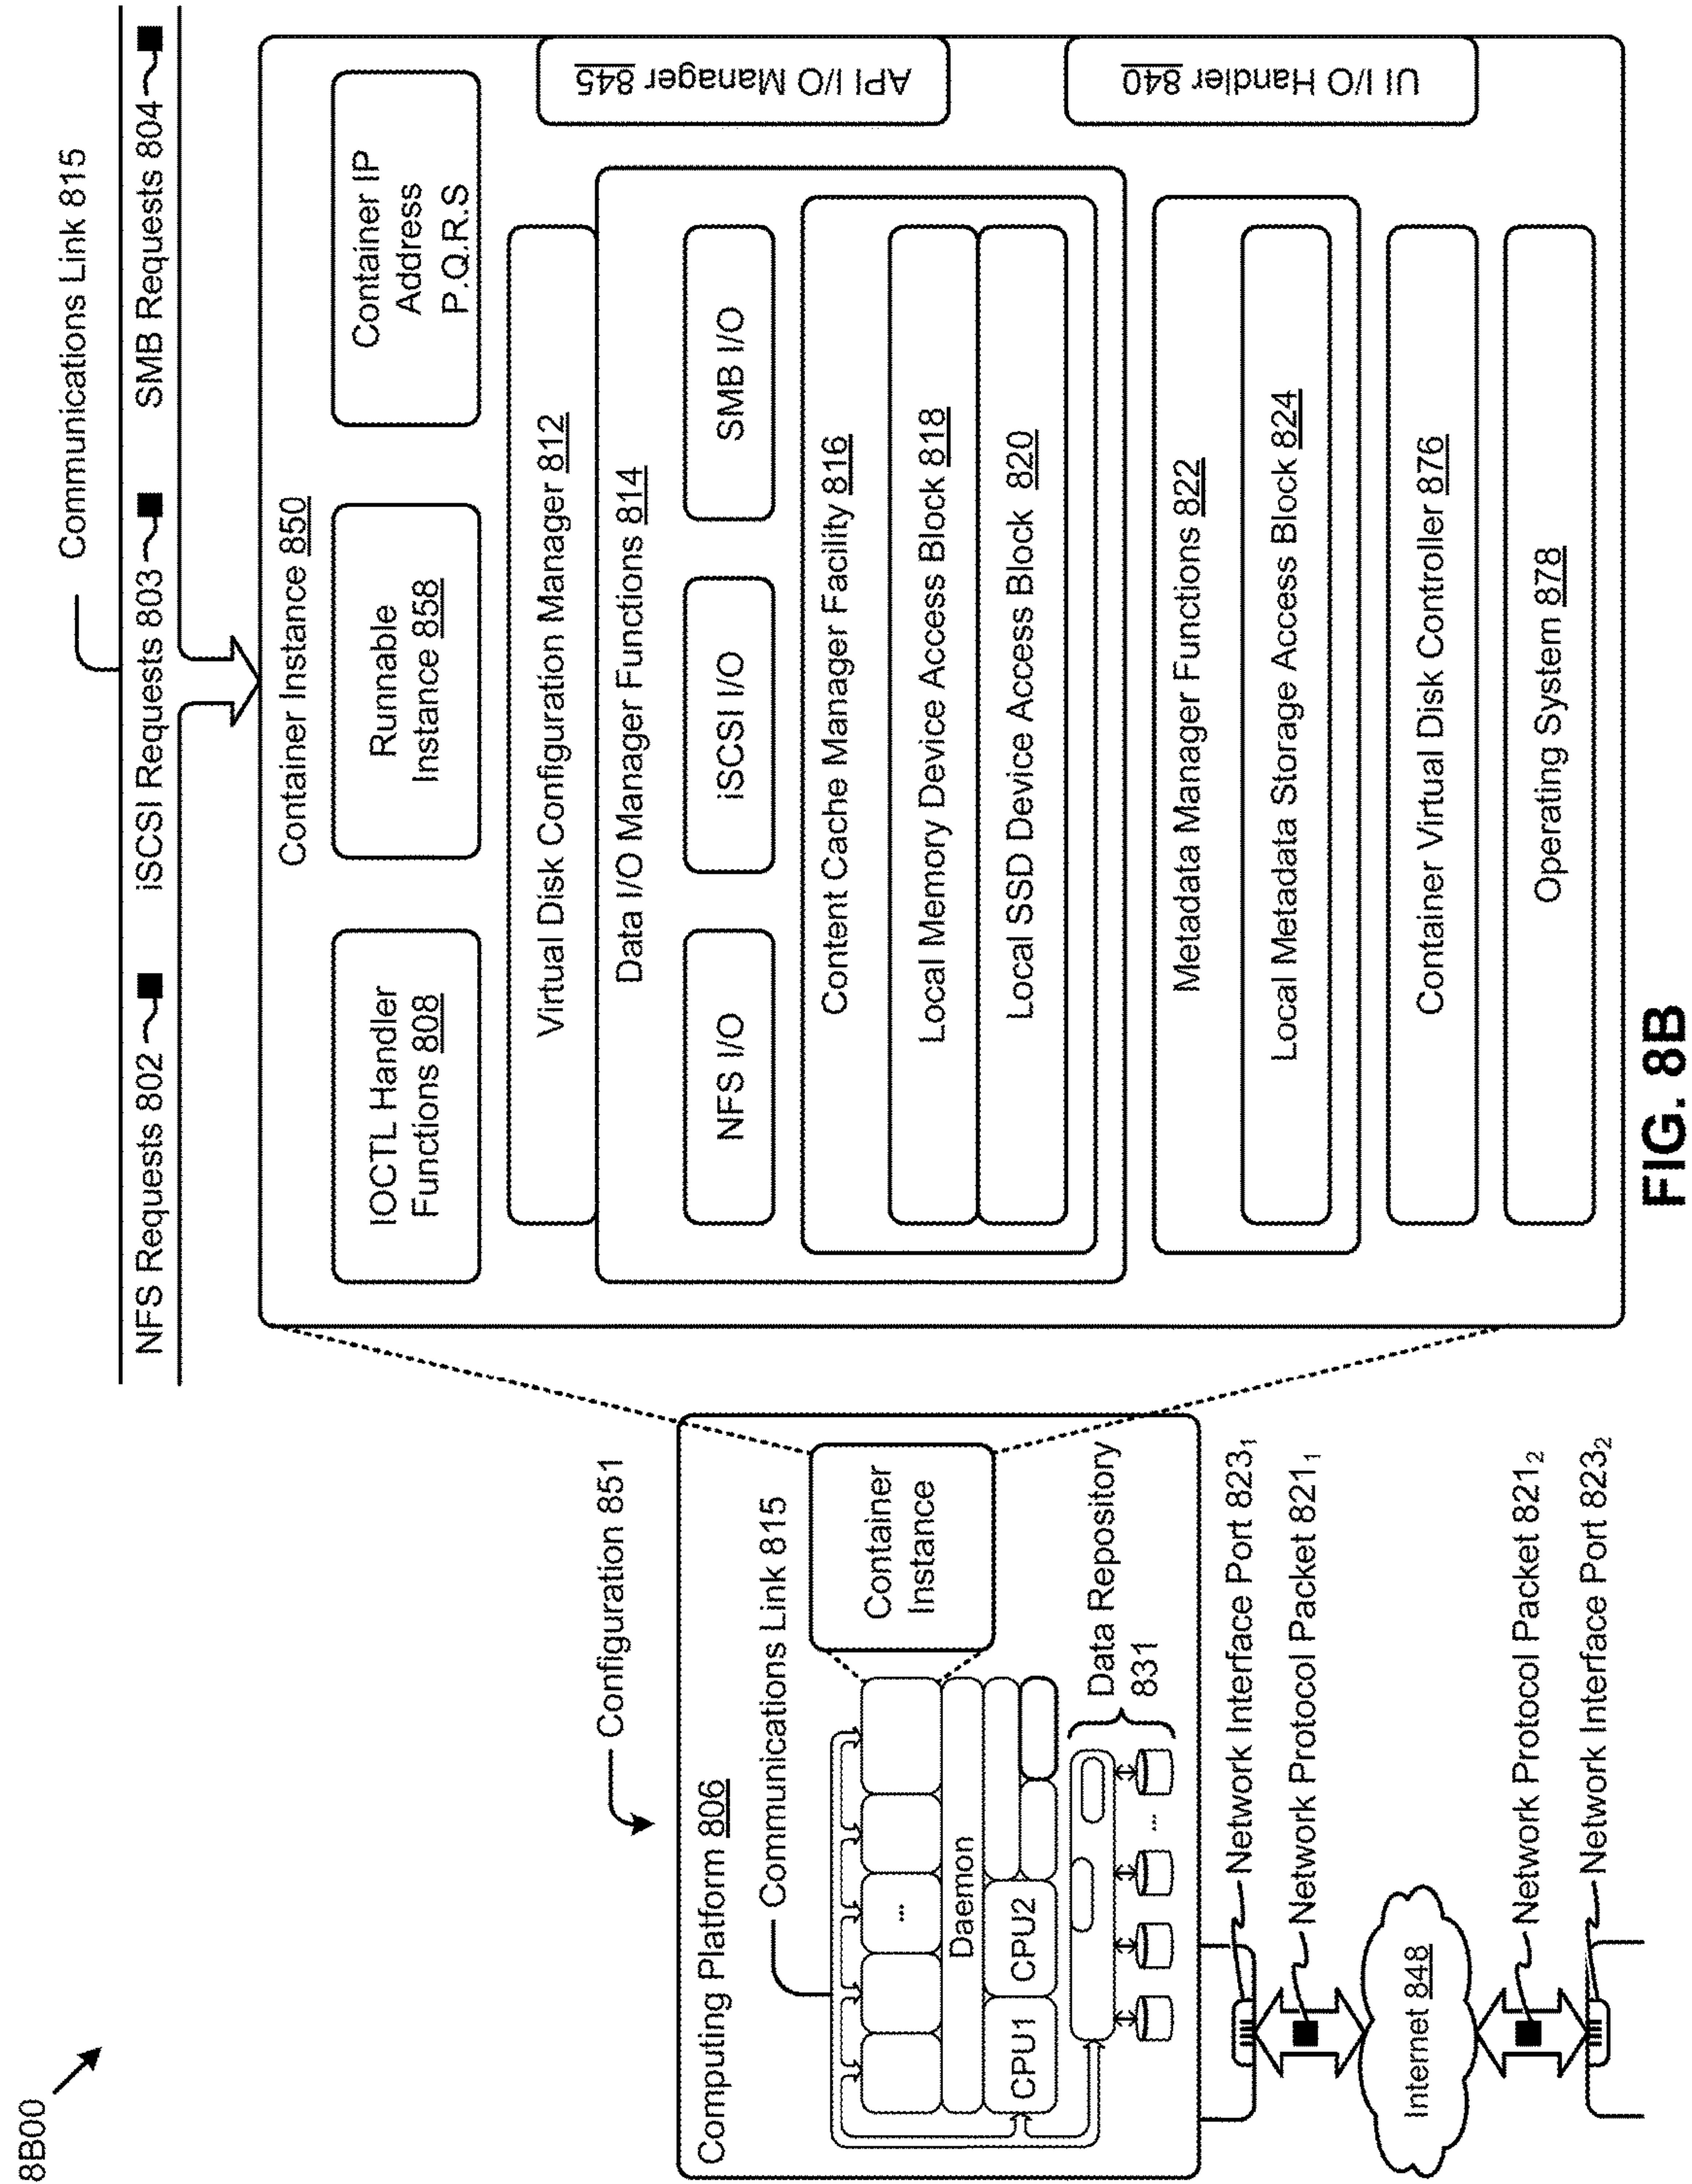 8B00
Configuration 851
Computing Platform 806
Communications Link 815
...
Daemon
CPU1
CPU2
Container
Instance
Data Repository
831
...
Network Interface Port 823₁
Network Protocol Packet 821₁
Internet 848
Network Protocol Packet 821₂
Network Interface Port 823₂
Communications Link 815
NFS Requests 802
iSCSI Requests 803
SMB Requests 804
Container Instance 850
IOCTL Handler
Functions 808
Runnable
Instance 858
Container IP
Address
P.Q.R.S
Virtual Disk Configuration Manager 812
Data I/O Manager Functions 814
NFS I/O
iSCSI I/O
SMB I/O
Content Cache Manager Facility 816
Local Memory Device Access Block 818
Local SSD Device Access Block 820
Metadata Manager Functions 822
Local Metadata Storage Access Block 824
Container Virtual Disk Controller 876
Operating System 878
API I/O Manager 845
UI I/O Handler 840
FIG. 8B